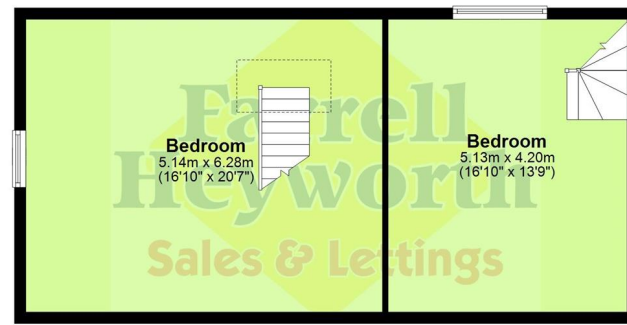 Farrell
Heyworth
Sales & Lettings
Bedroom
5.14m x 6.28m
(16'10" x 20'7")
Bedroom
5.13m x 4.20m
(16'10" x 13'9")